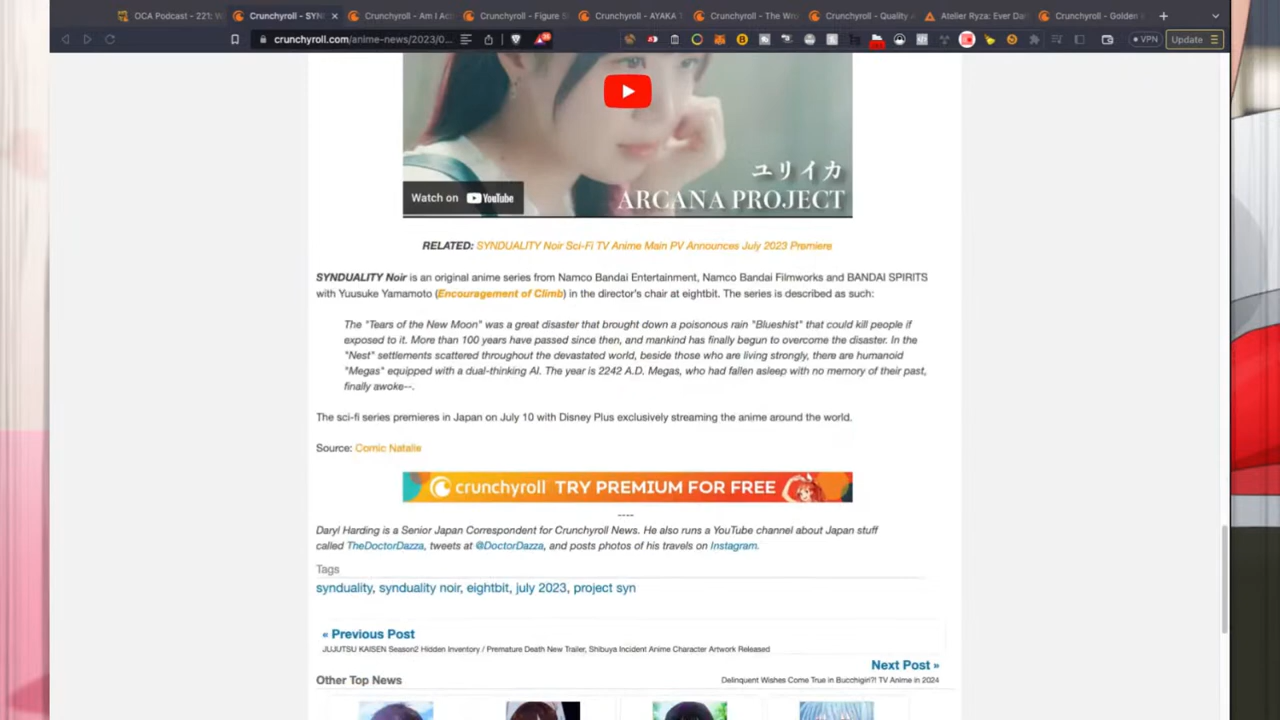 OCA Podcast - 221: W
Crunchyroll - SYN
Crunchyroll - Am I Ac
Crunchyroll - Figure S
Crunchyroll - AYAKA T
Crunchyroll - The Wro
Crunchyroll - Quality A
Atelier Ryza: Ever Dar
Crunchyroll - Golden
crunchyroll.com/anime-news/2023/0...
VPN
Update
ユリイカ
Watch on YouTube
ARCANA PROJECT
RELATED: SYNDUALITY Noir Sci-Fi TV Anime Main PV Announces July 2023 Premiere
SYNDUALITY Noir is an original anime series from Namco Bandai Entertainment, Namco Bandai Filmworks and BANDAI SPIRITS
with Yuusuke Yamamoto (Encouragement of Climb) in the director's chair at eightbit. The series is described as such:
The "Tears of the New Moon" was a great disaster that brought down a poisonous rain "Blueshist" that could kill people if
exposed to it. More than 100 years have passed since then, and mankind has finally begun to overcome the disaster. In the
"Nest" settlements scattered throughout the devastated world, beside those who are living strongly, there are humanoid
"Megas" equipped with a dual-thinking AI. The year is 2242 A.D. Megas, who had fallen asleep with no memory of their past,
finally awoke--.
The sci-fi series premieres in Japan on July 10 with Disney Plus exclusively streaming the anime around the world.
Source: Comic Natalie
crunchyroll TRY PREMIUM FOR FREE
----
Daryl Harding is a Senior Japan Correspondent for Crunchyroll News. He also runs a YouTube channel about Japan stuff
called TheDoctorDazza, tweets at @DoctorDazza, and posts photos of his travels on Instagram.
Tags
synduality, synduality noir, eightbit, july 2023, project syn
« Previous Post
JUJUTSU KAISEN Season2 Hidden Inventory / Premature Death New Trailer, Shibuya Incident Anime Character Artwork Released
Next Post »
Delinquent Wishes Come True in Bucchigiri?! TV Anime in 2024
Other Top News